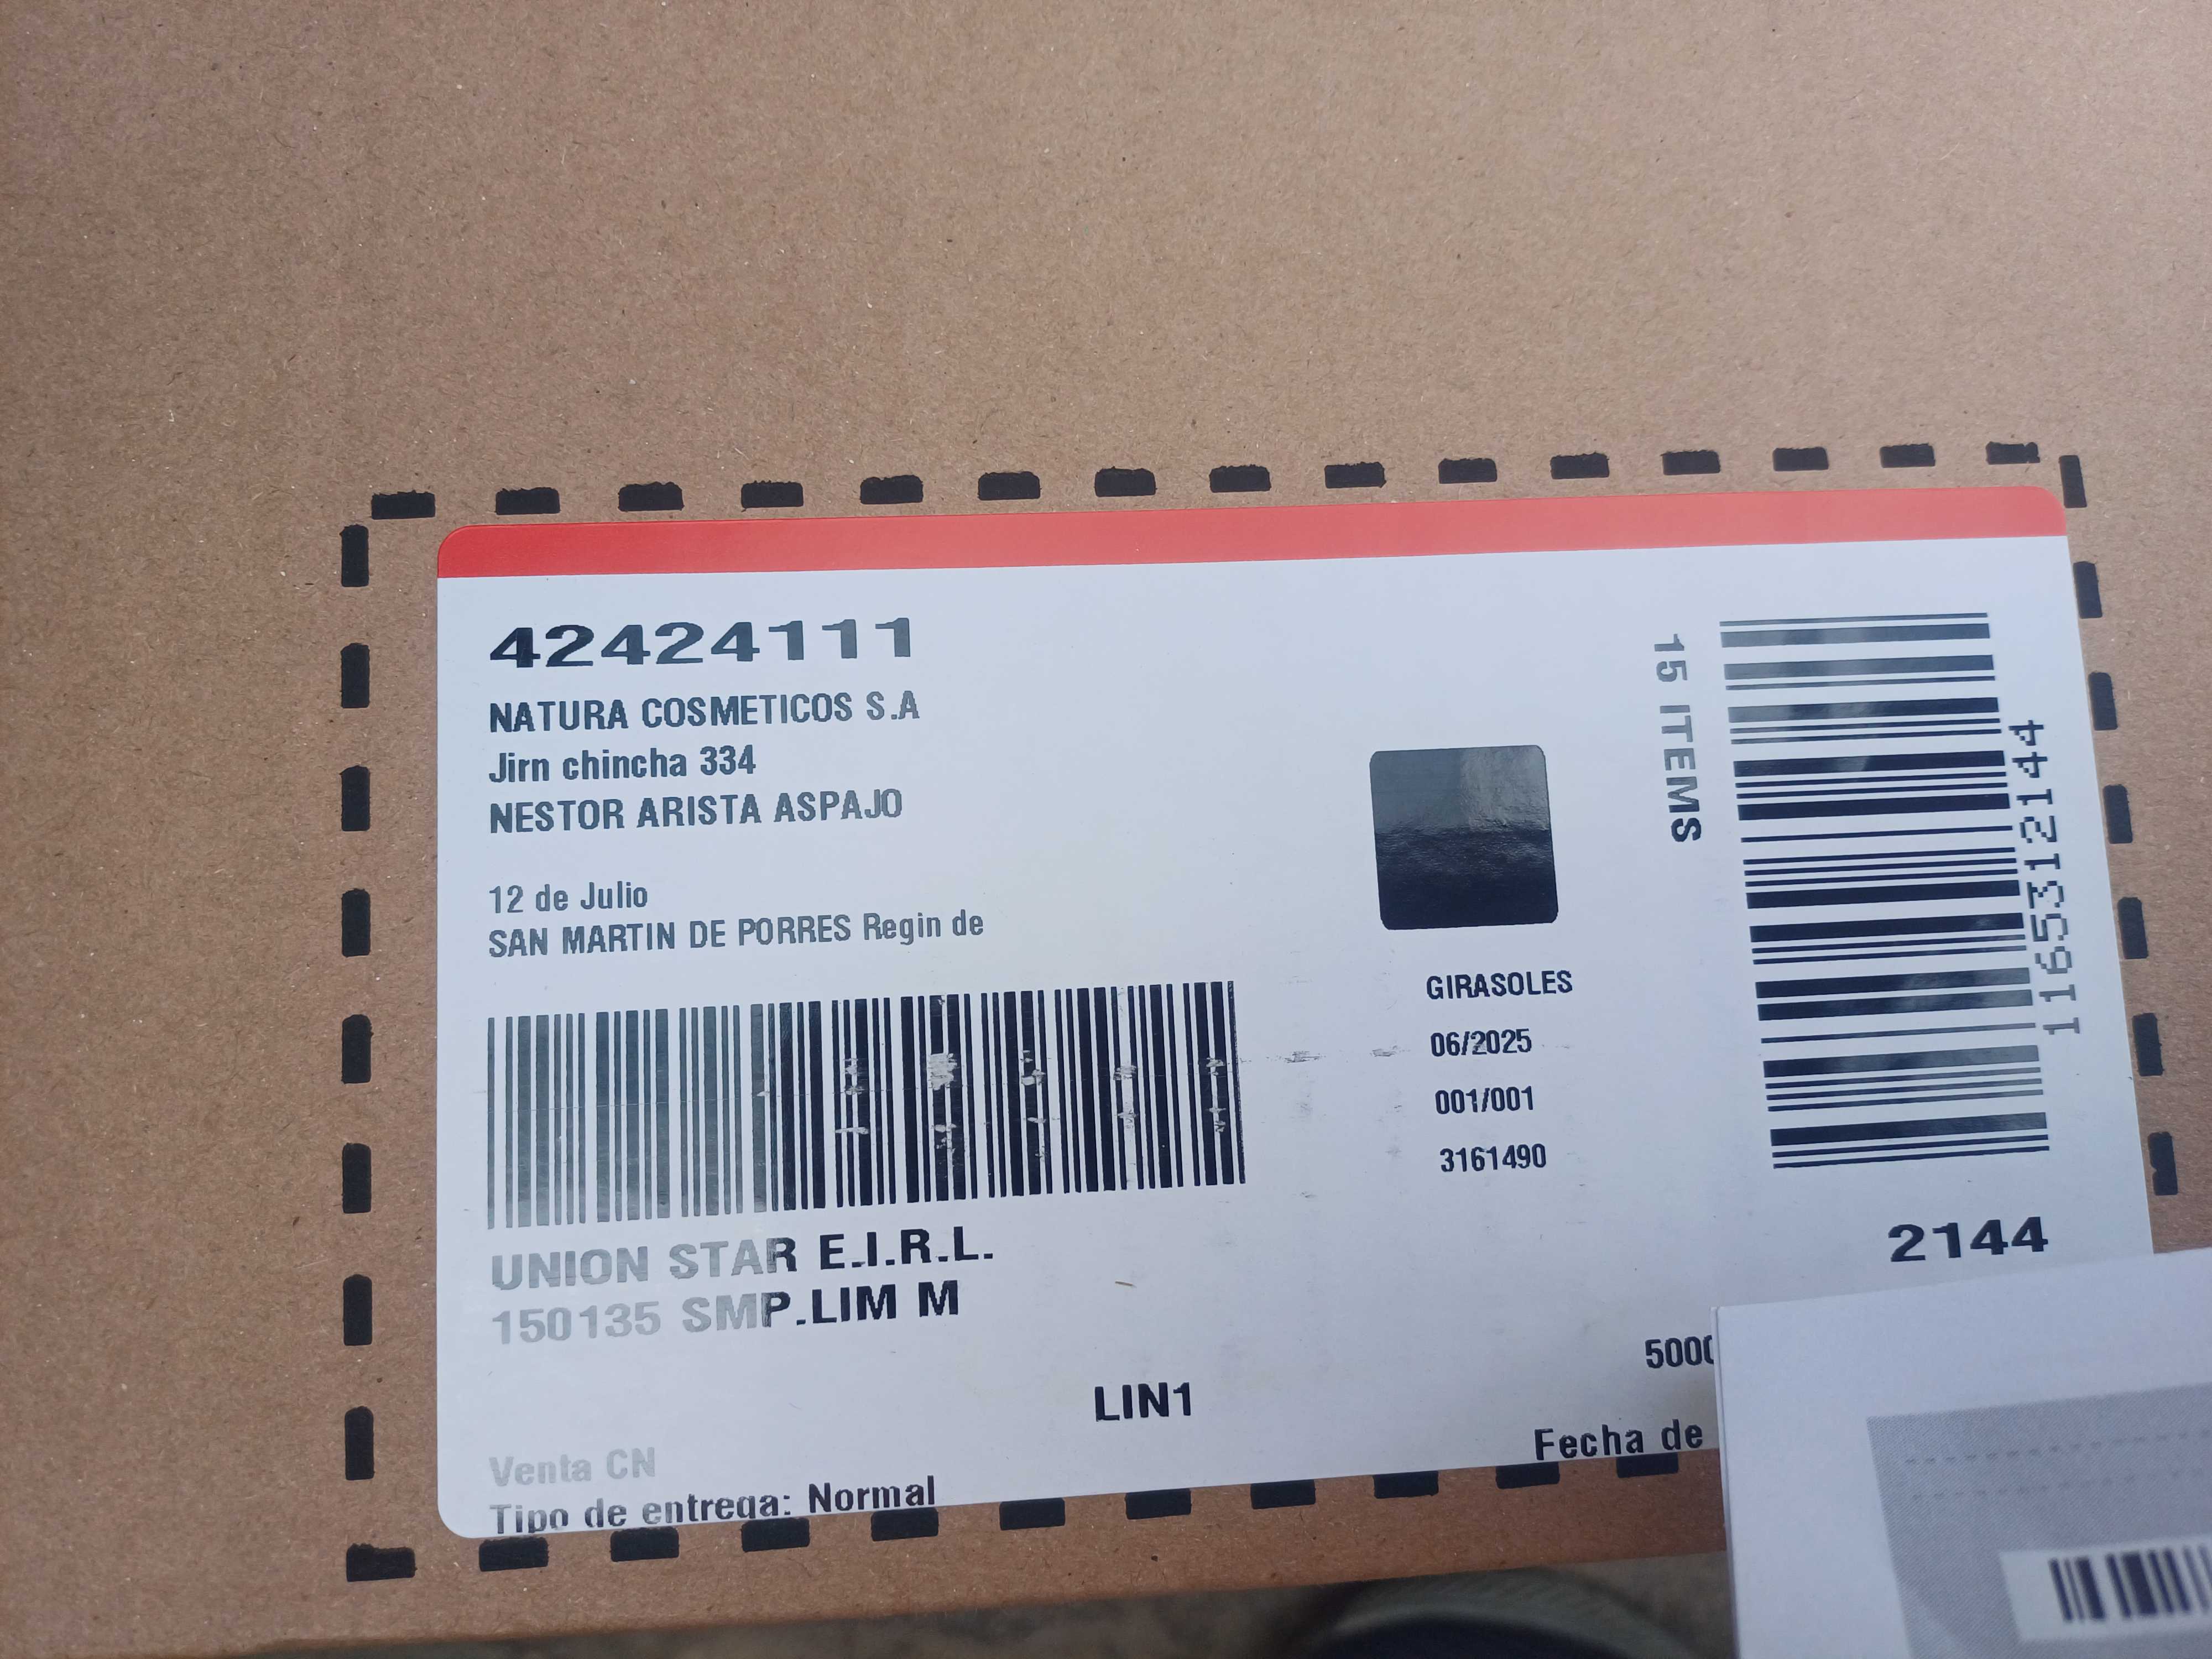 42424111
NATURA COSMETICOS S.A
Jirn chincha 334
NESTOR ARISTA ASPAJO
12 de Julio
SAN MARTIN DE PORRES Regin de
UNION STAR E.I.R.L.
150135 SMP.LIM M
LIN1
Venta CN
Tipo de entrega: Normal
GIRASOLES
06/2025
001/001
3161490
15 ITEMS
1165312144
2144
Fecha de